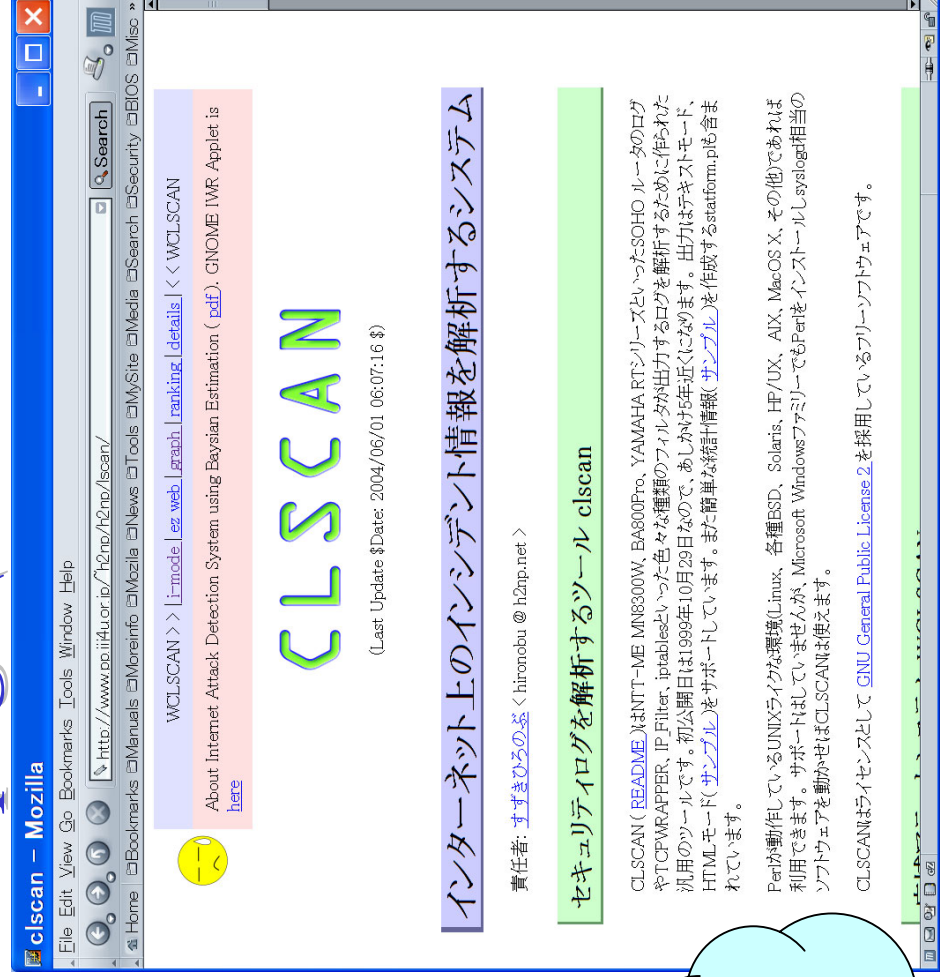 clscan - Mozilla
File Edit View Go Bookmarks Tools Window Help
http://www.pp.iij4u.or.jp/~h2np/h2np/lscan/
Search
Home Bookmarks Manuals Moreinfo Mozilla News Tools MySite Media Search Security BIOS Misc
WCLSCAN > > | i-mode | ez web | graph | ranking | details | < < WCLSCAN
About Internet Attack Detection System using Baysian Estimation ( pdf ). GNOME IWR Applet is
here
CLSCAN
(Last Update $Date: 2004/06/01 06:07:16 $)
インターネット上のインシデント情報を解析するシステム
責任者: すずきひろのぶ < hironobu @ h2np.net >
セキュリティログを解析するツール clscan
CLSCAN ( README )はNTT-ME MN8300W、BA800Pro、YAMAHA RTシリーズといったSOHO ルータのログ
やTCPWRAPPER、IP_Filter、iptablesといった色々な種類のフィルタが出力するログを解析するために作られた
汎用のツールです。初公開日は1999年10月29日なので、あしかけ5年近くになります。 出力はテキストモード、
HTMLモード( サンプル )をサポートしています。また簡単な統計情報( サンプル )を作成するstatform.plも含ま
れています。
Perlが動作しているUNIXライクな環境(Linux、 各種BSD、 Solaris、HP/UX、 AIX、MacOS X、その他)であれば
利用できます。 サポートはしていませんが、Microsoft WindowsファミリーでもPerlをインストールしsyslogd相当の
ソフトウェアを動かせばCLSCANは使えます。
CLSCANはライセンスとして GNU General Public License 2 を採用しているフリーソフトウェアです。